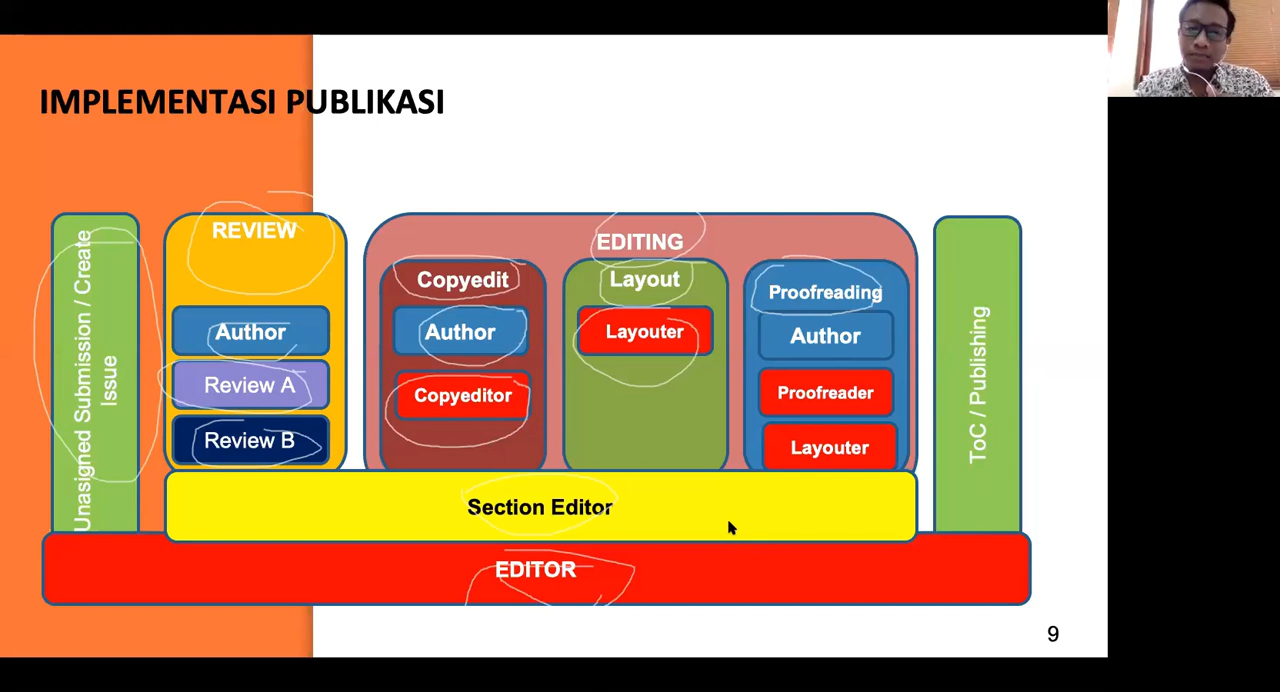 IMPLEMENTASI PUBLIKASI
Unasigned Submission / Create
Issue
REVIEW
Author
Review A
Review B
EDITING
Copyedit
Author
Copyeditor
Layout
Layouter
Proofreading
Author
Proofreader
Layouter
ToC / Publishing
Section Editor
EDITOR
9